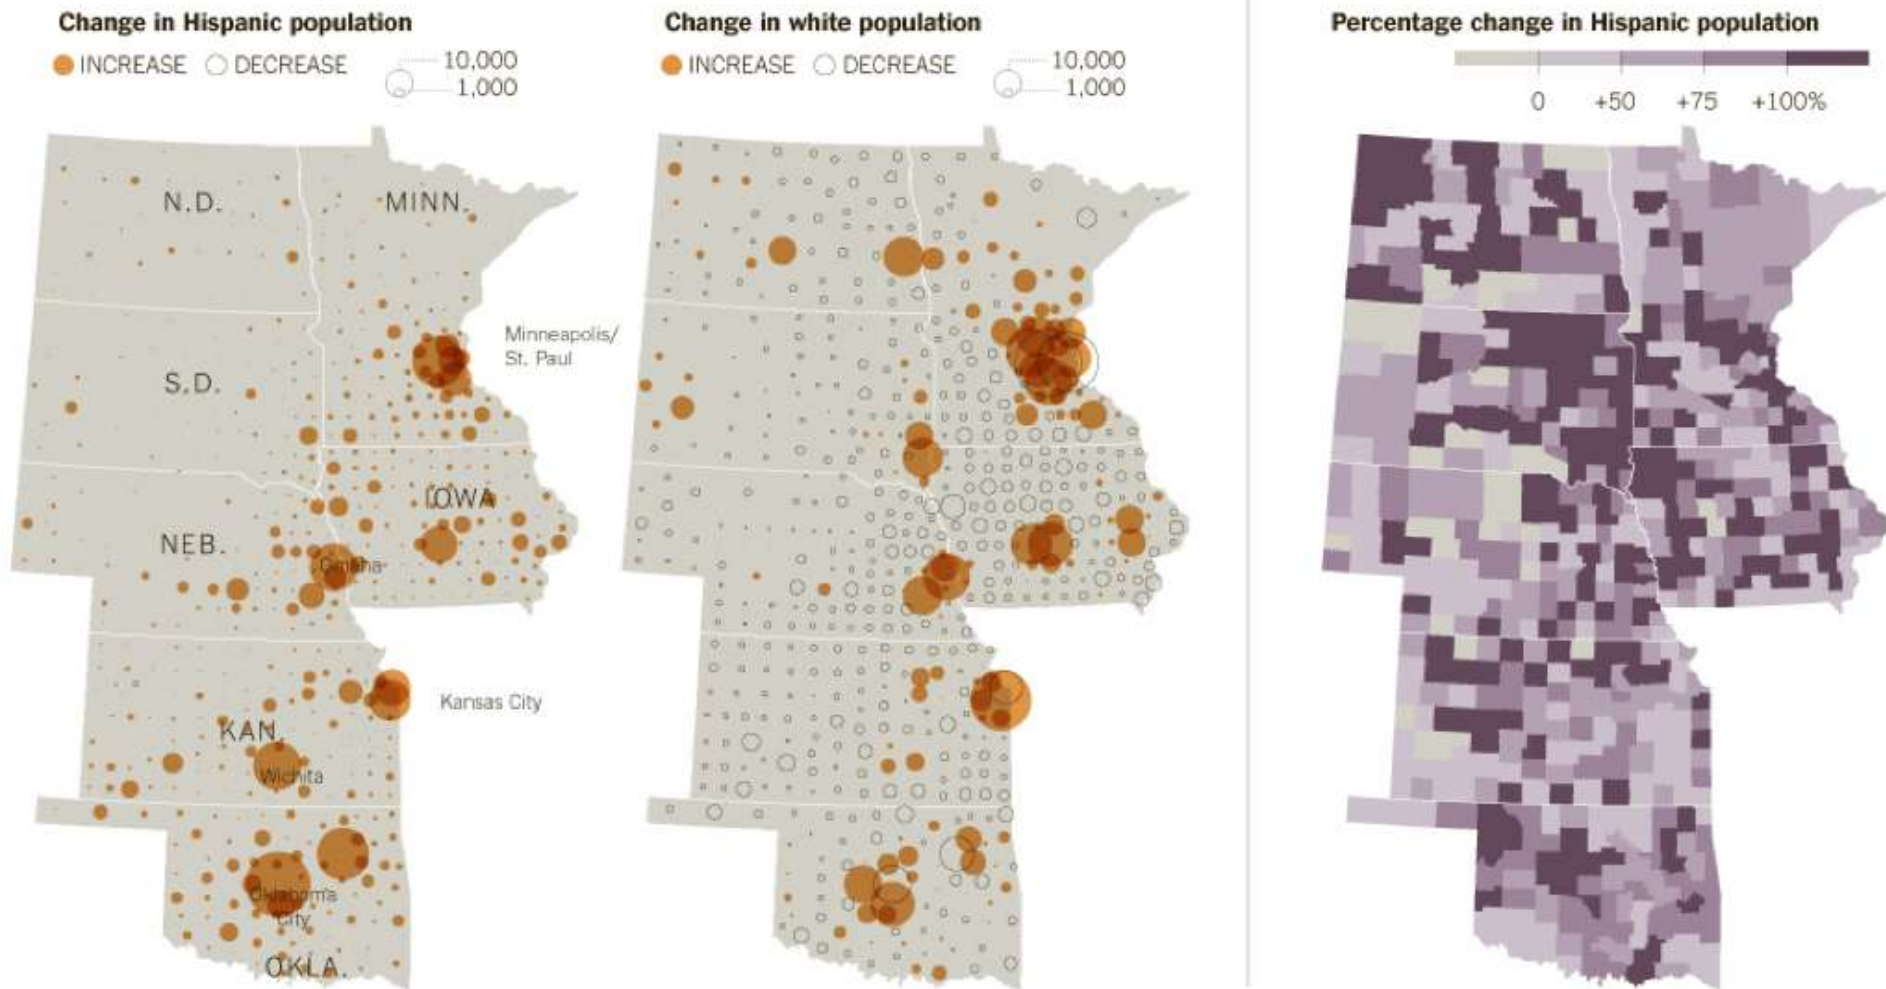 Change in Hispanic population
INCREASE DECREASE
10,000
1,000
N.D.
MINN.
Minneapolis/
St. Paul
S.D.
IOWA
NEB.
Omaha
Kansas City
KAN.
Wichita
Oklahoma
City
OKLA.
Change in white population
INCREASE DECREASE
10,000
1,000
Percentage change in Hispanic population
0 +50 +75 +100%